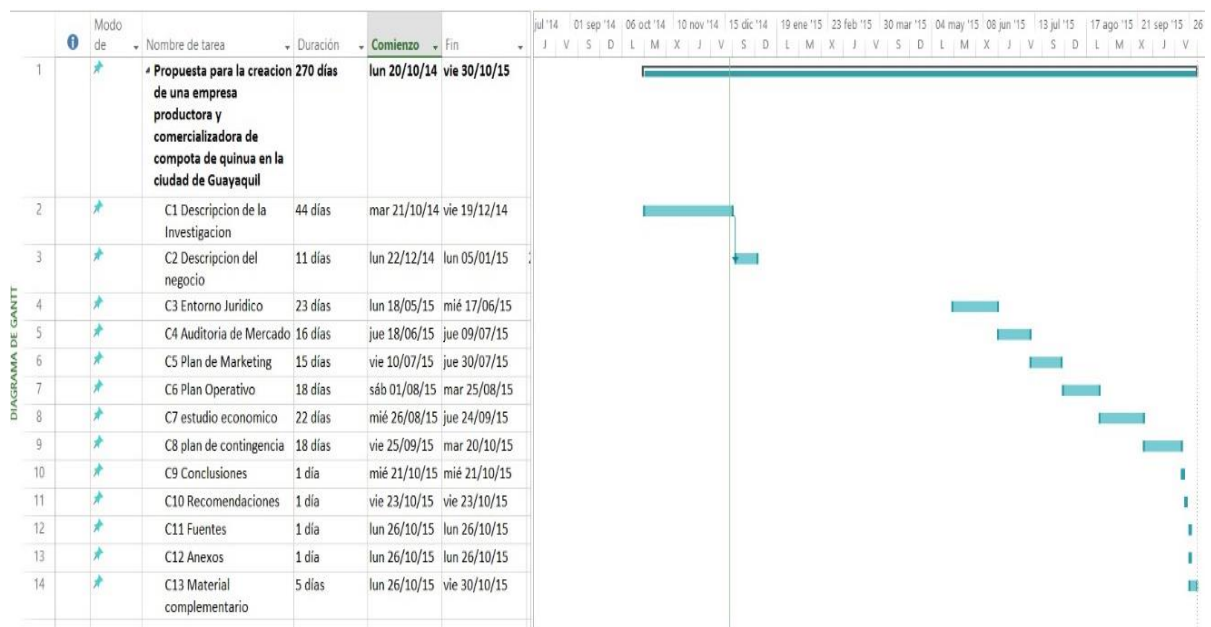 DIAGRAMA DE GANTT
Modo de
Nombre de tarea
Duración
Comienzo
Fin
jul '14 01 sep '14 06 oct '14 10 nov '14 15 dic '14 19 ene '15 23 feb '15 30 mar '15 04 may '15 08 jun '15 13 jul '15 17 ago '15 21 sep '15 26
J V S D L M X J V S D L M X J V S D L M X J V
1 Propuesta para la creacion 270 días lun 20/10/14 vie 30/10/15
de una empresa
productora y
comercializadora de
compota de quinua en la
ciudad de Guayaquil
2 C1 Descripcion de la 44 días mar 21/10/14 vie 19/12/14
Investigacion
3 C2 Descripcion del 11 días lun 22/12/14 lun 05/01/15
negocio
4 C3 Entorno Juridico 23 días lun 18/05/15 mié 17/06/15
5 C4 Auditoria de Mercado 16 días jue 18/06/15 jue 09/07/15
6 C5 Plan de Marketing 15 días vie 10/07/15 jue 30/07/15
7 C6 Plan Operativo 18 días sáb 01/08/15 mar 25/08/15
8 C7 estudio economico 22 días mié 26/08/15 jue 24/09/15
9 C8 plan de contingencia 18 días vie 25/09/15 mar 20/10/15
10 C9 Conclusiones 1 día mié 21/10/15 mié 21/10/15
11 C10 Recomendaciones 1 día vie 23/10/15 vie 23/10/15
12 C11 Fuentes 1 día lun 26/10/15 lun 26/10/15
13 C12 Anexos 1 día lun 26/10/15 lun 26/10/15
14 C13 Material 5 días lun 26/10/15 vie 30/10/15
complementario